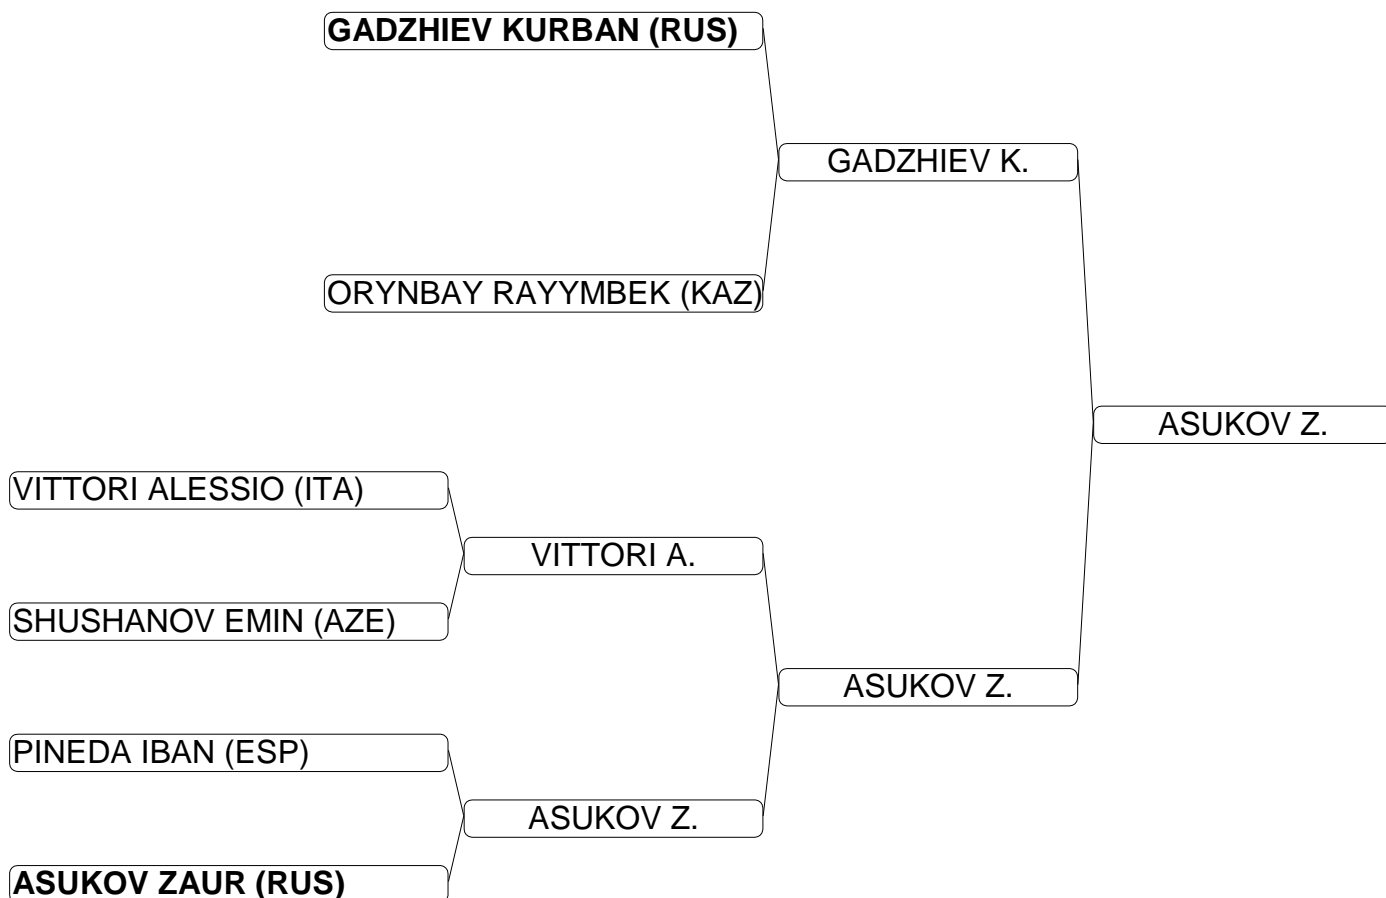 GADZHIEV KURBAN (RUS)
GADZHIEV K.
ORYNBAY RAYYMBEK (KAZ)
ASUKOV Z.
VITTORI ALESSIO (ITA)
VITTORI A.
SHUSHANOV EMIN (AZE)
ASUKOV Z.
PINEDA IBAN (ESP)
ASUKOV Z.
ASUKOV ZAUR (RUS)